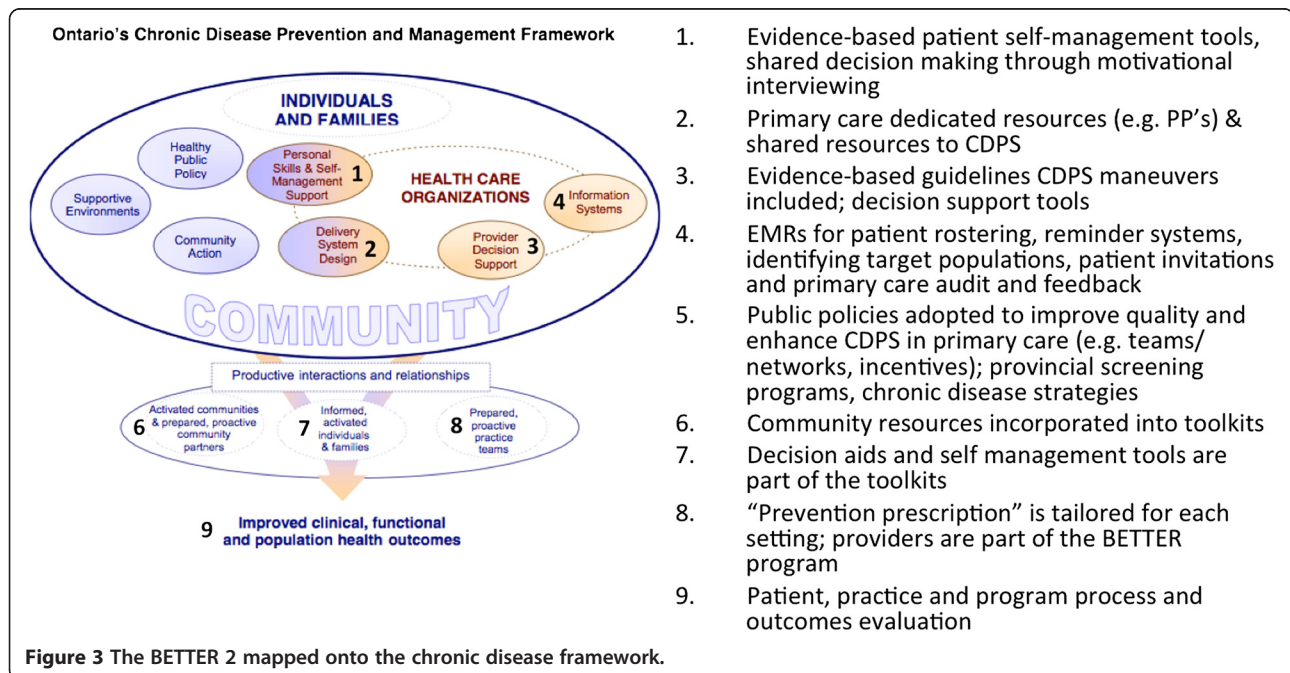 Ontario's Chronic Disease Prevention and Management Framework
INDIVIDUALS
AND FAMILIES
Healthy
Public
Policy
Personal
Skills & Self-
Management
Support
1
Supportive
Environments
HEALTH CARE
ORGANIZATIONS
4
Information
Systems
Community
Action
Delivery
System
Design
2
Provider
Decision
Support
3
COMMUNITY
Productive interactions and relationships
6
Activated communities
& prepared, proactive
community
partners
7
Informed,
activated
individuals
& families
8
Prepared,
proactive
practice
teams
9
Improved clinical, functional
and population health outcomes
1. Evidence-based patient self-management tools,
shared decision making through motivational
interviewing
2. Primary care dedicated resources (e.g. PP's) &
shared resources to CDPS
3. Evidence-based guidelines CDPS maneuvers
included; decision support tools
4. EMRs for patient rostering, reminder systems,
identifying target populations, patient invitations
and primary care audit and feedback
5. Public policies adopted to improve quality and
enhance CDPS in primary care (e.g. teams/
networks, incentives); provincial screening
programs, chronic disease strategies
6. Community resources incorporated into toolkits
7. Decision aids and self management tools are
part of the toolkits
8. “Prevention prescription” is tailored for each
setting; providers are part of the BETTER
program
9. Patient, practice and program process and
outcomes evaluation
Figure 3 The BETTER 2 mapped onto the chronic disease framework.